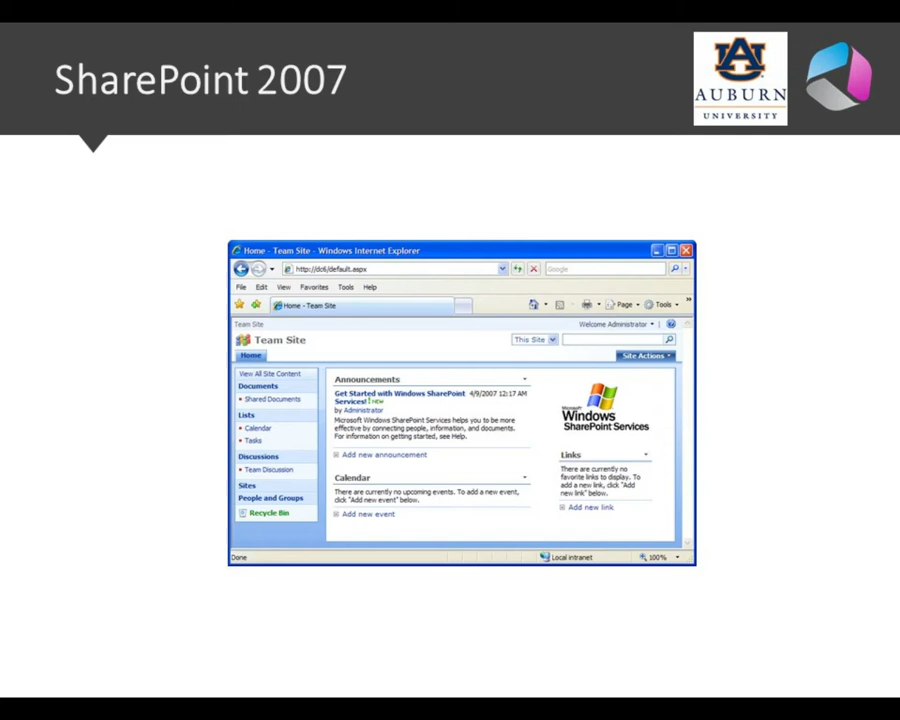 SharePoint 2007
AUBURN
UNIVERSITY
Home - Team Site - Windows Internet Explorer
http://dc6/default.aspx
Google
File Edit View Favorites Tools Help
Home - Team Site
Page Tools
Team Site
Welcome Administrator
Team Site
This Site
Home
Site Actions
View All Site Content
Documents
Shared Documents
Lists
Calendar
Tasks
Discussions
Team Discussion
Sites
People and Groups
Recycle Bin
Announcements
Get Started with Windows SharePoint 4/9/2007 12:17 AM
Services! NEW
by Administrator
Microsoft Windows SharePoint Services helps you to be more
effective by connecting people, information, and documents.
For information on getting started, see Help.
Add new announcement
Calendar
There are currently no upcoming events. To add a new event,
click "Add new event" below.
Add new event
Microsoft
Windows
SharePoint Services
Links
There are currently no
favorite links to display. To
add a new link, click "Add
new link" below.
Add new link
Done
Local intranet
100%